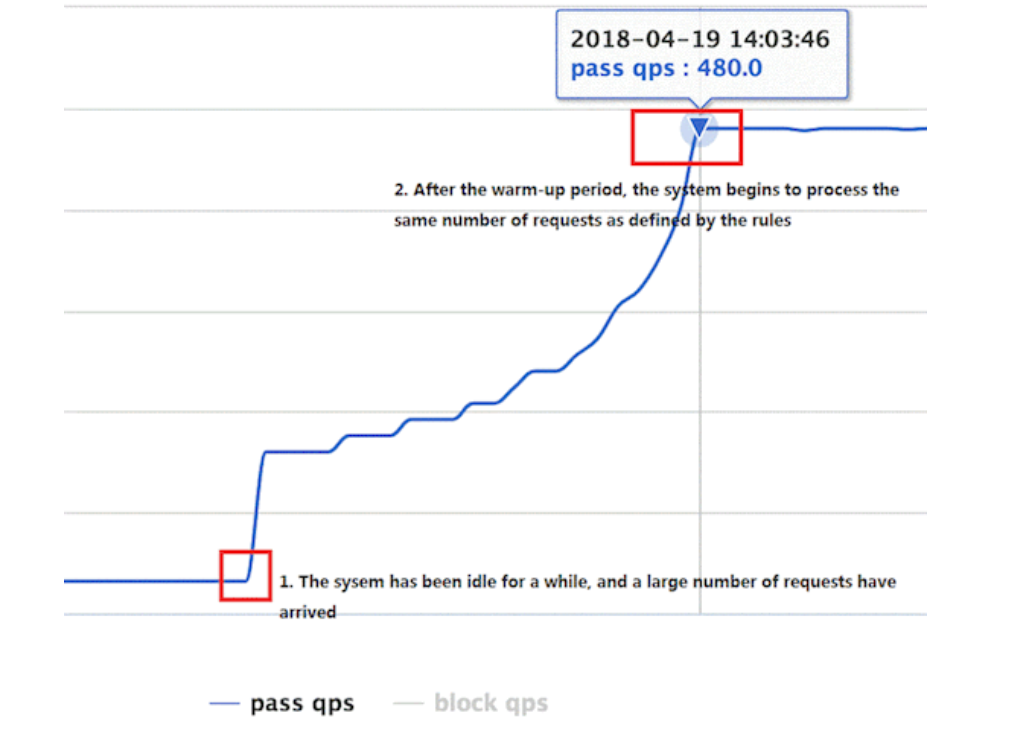 2018-04-19 14:03:46
pass qps : 480.0
2. After the warm-up period, the system begins to process the
same number of requests as defined by the rules
1. The sysem has been idle for a while, and a large number of requests have
arrived
pass qps
block qps